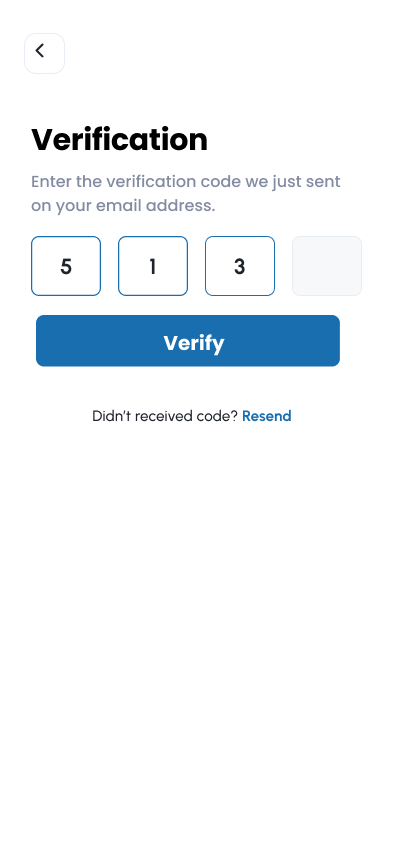 Verification
Enter the verification code we just sent
on your email address.
5 1 3
Verify
Didn't received code? Resend